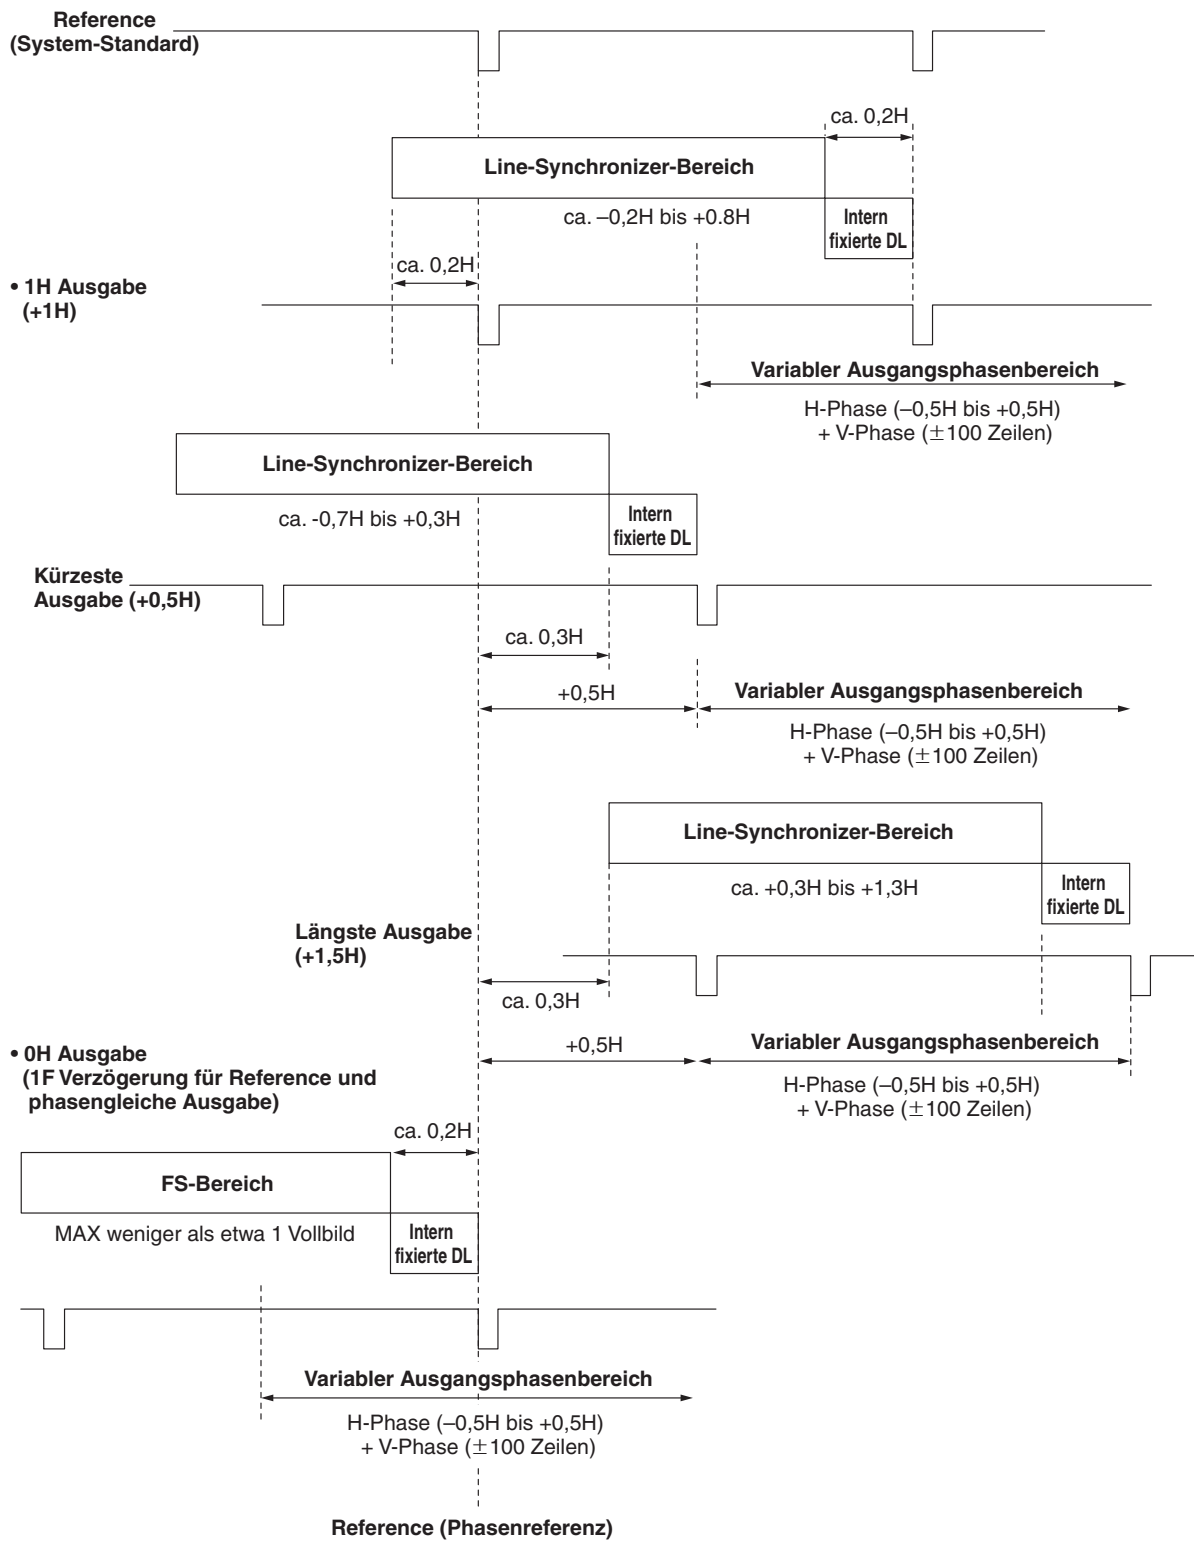 Reference
(System-Standard)
ca. 0,2H
Line-Synchronizer-Bereich
ca. –0,2H bis +0.8H
Intern
fixierte DL
ca. 0,2H
• 1H Ausgabe
(+1H)
Variabler Ausgangsphasenbereich
H-Phase (–0,5H bis +0,5H)
+ V-Phase (±100 Zeilen)
Line-Synchronizer-Bereich
ca. -0,7H bis +0,3H
Intern
fixierte DL
Kürzeste
Ausgabe (+0,5H)
ca. 0,3H
+0,5H
Variabler Ausgangsphasenbereich
H-Phase (–0,5H bis +0,5H)
+ V-Phase (±100 Zeilen)
Line-Synchronizer-Bereich
ca. +0,3H bis +1,3H
Intern
fixierte DL
Längste Ausgabe
(+1,5H)
ca. 0,3H
+0,5H
Variabler Ausgangsphasenbereich
H-Phase (–0,5H bis +0,5H)
+ V-Phase (±100 Zeilen)
• 0H Ausgabe
(1F Verzögerung für Reference und
phasengleiche Ausgabe)
ca. 0,2H
FS-Bereich
MAX weniger als etwa 1 Vollbild
Intern
fixierte DL
Variabler Ausgangsphasenbereich
H-Phase (–0,5H bis +0,5H)
+ V-Phase (±100 Zeilen)
Reference (Phasenreferenz)